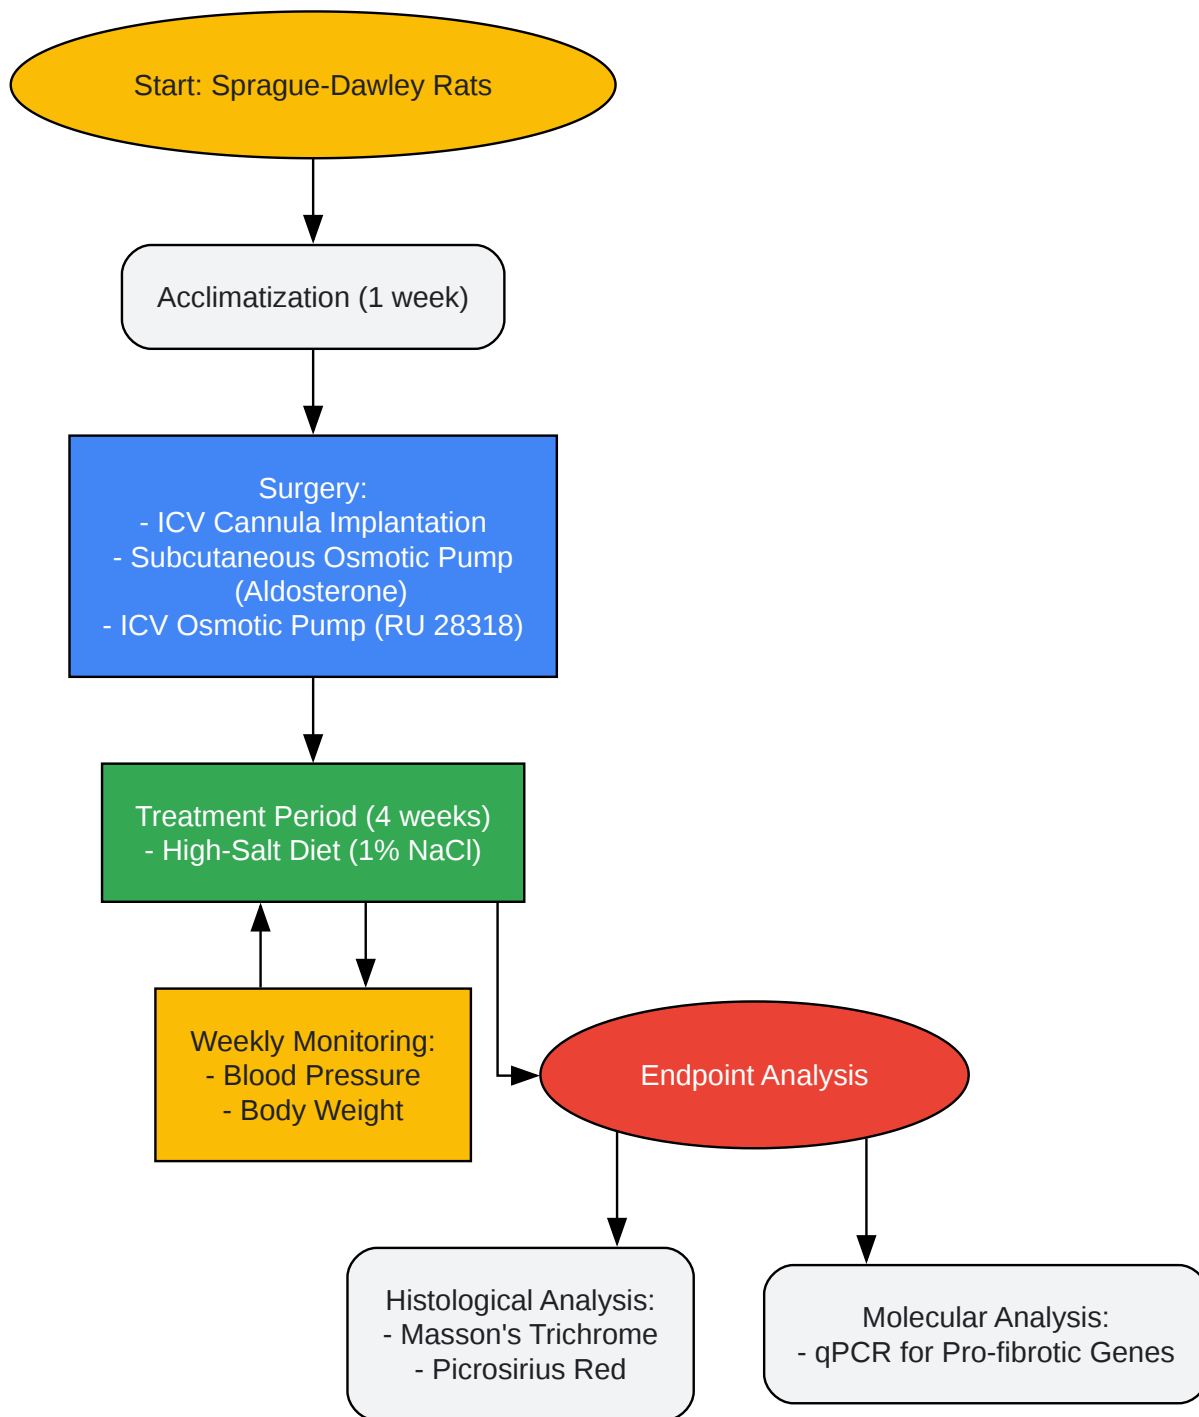 Start: Sprague-Dawley Rats
Acclimatization (1 week)
Surgery:
- ICV Cannula Implantation
- Subcutaneous Osmotic Pump
(Aldosterone)
- ICV Osmotic Pump (RU 28318)
Treatment Period (4 weeks)
- High-Salt Diet (1% NaCl)
Weekly Monitoring:
- Blood Pressure
- Body Weight
Endpoint Analysis
Histological Analysis:
- Masson's Trichrome
- Picrosirius Red
Molecular Analysis:
- qPCR for Pro-fibrotic Genes